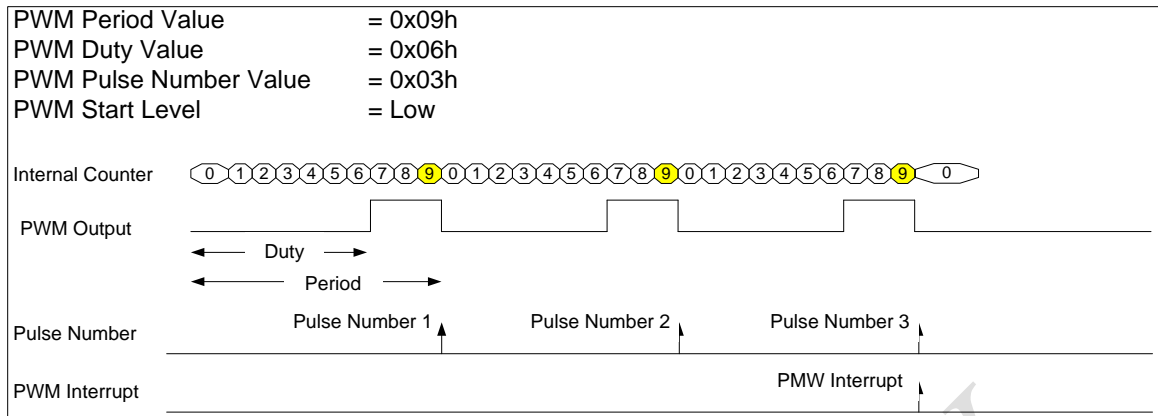 PWM Period Value = 0x09h
PWM Duty Value = 0x06h
PWM Pulse Number Value = 0x03h
PWM Start Level = Low
Internal Counter 0 1 2 3 4 5 6 7 8 9 0 1 2 3 4 5 6 7 8 9 0 1 2 3 4 5 6 7 8 9 0
PWM Output
Duty
Period
Pulse Number Pulse Number 1 Pulse Number 2 Pulse Number 3
PWM Interrupt PMW Interrupt